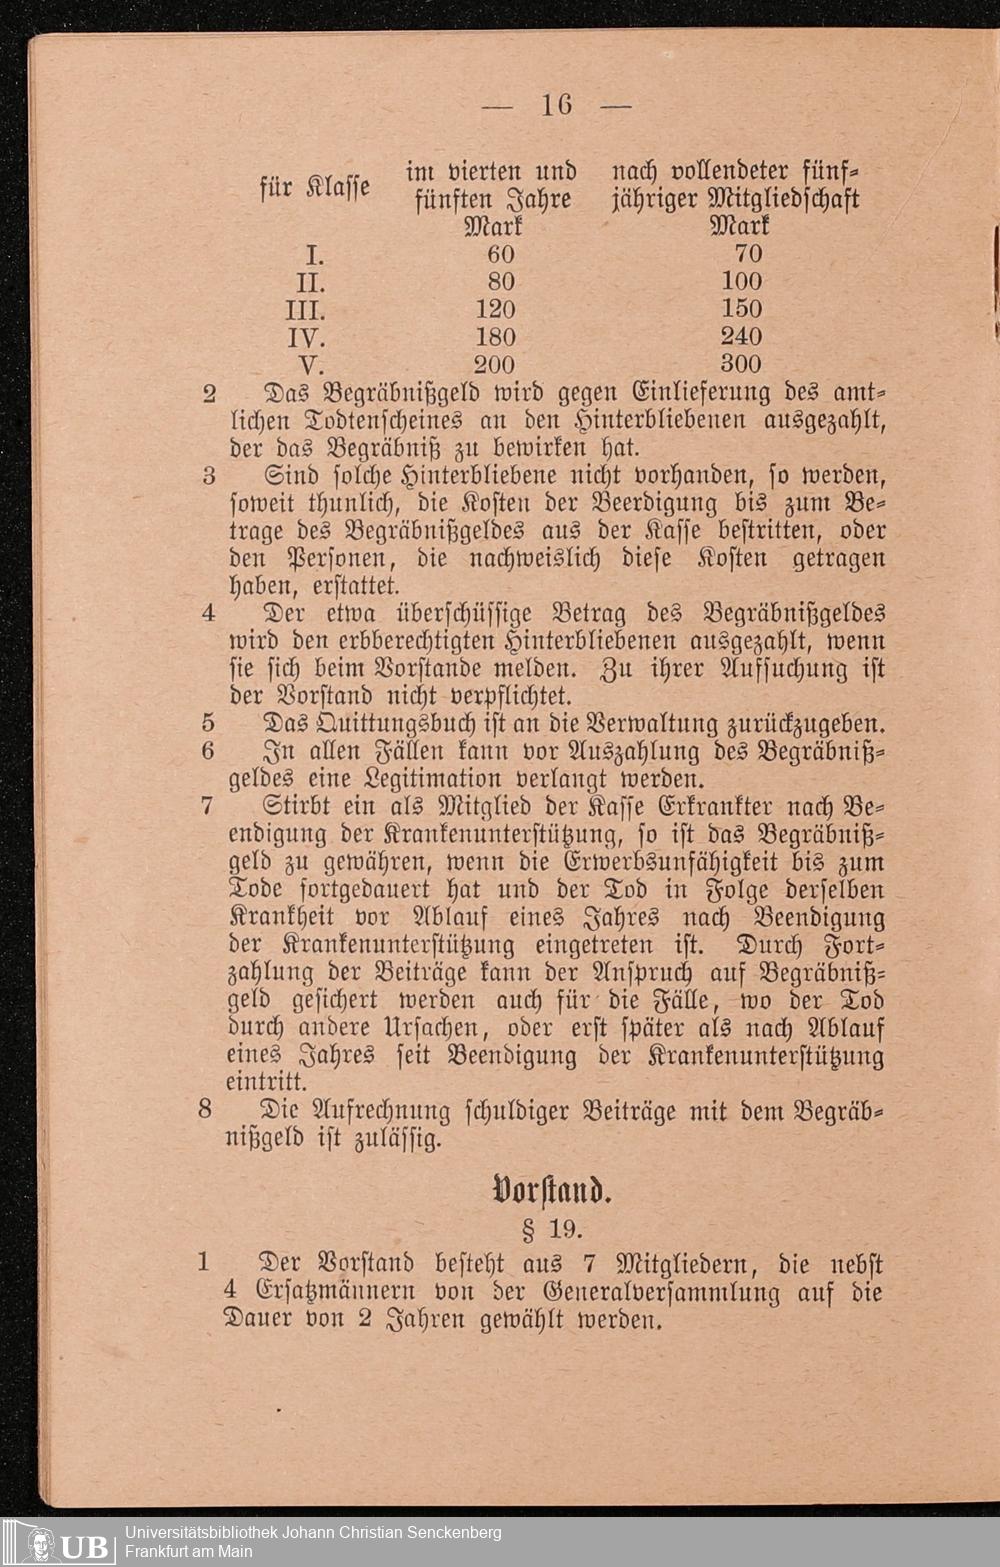 — 16 —
für Klasse im vierten und nach vollendeter fünf-
fünften Jahre jähriger Mitgliedschaft
Mark Mark
I. 60 70
II. 80 100
III. 120 150
IV. 180 240
V. 200 300
2 Das Begräbnißgeld wird gegen Einlieferung des amt-
lichen Todtenscheines an den Hinterbliebenen ausgezahlt,
der das Begräbniß zu bewirken hat.
3 Sind solche Hinterbliebene nicht vorhanden, so werden,
soweit thunlich, die Kosten der Beerdigung bis zum Be-
trage des Begräbnißgeldes aus der Kasse bestritten, oder
den Personen, die nachweislich diese Kosten getragen
haben, erstattet.
4 Der etwa überschüssige Betrag des Begräbnißgeldes
wird den erbberechtigten Hinterbliebenen ausgezahlt, wenn
sie sich beim Vorstande melden. Zu ihrer Aufsuchung ist
der Vorstand nicht verpflichtet.
5 Das Quittungsbuch ist an die Verwaltung zurückzugeben.
6 In allen Fällen kann vor Auszahlung des Begräbniß-
geldes eine Legitimation verlangt werden.
7 Stirbt ein als Mitglied der Kasse Erkrankter nach Be-
endigung der Krankenunterstützung, so ist das Begräbniß-
geld zu gewähren, wenn die Erwerbsunfähigkeit bis zum
Tode fortgedauert hat und der Tod in Folge derselben
Krankheit vor Ablauf eines Jahres nach Beendigung
der Krankenunterstützung eingetreten ist. Durch Fort-
zahlung der Beiträge kann der Anspruch auf Begräbniß-
geld gesichert werden auch für die Fälle, wo der Tod
durch andere Ursachen, oder erst später als nach Ablauf
eines Jahres seit Beendigung der Krankenunterstützung
eintritt.
8 Die Aufrechnung schuldiger Beiträge mit dem Begräb-
nißgeld ist zulässig.
Vorstand.
§ 19.
1 Der Vorstand besteht aus 7 Mitgliedern, die nebst
4 Ersatzmännern von der Generalversammlung auf die
Dauer von 2 Jahren gewählt werden.
UB Universitätsbibliothek Johann Christian Senckenberg
Frankfurt am Main